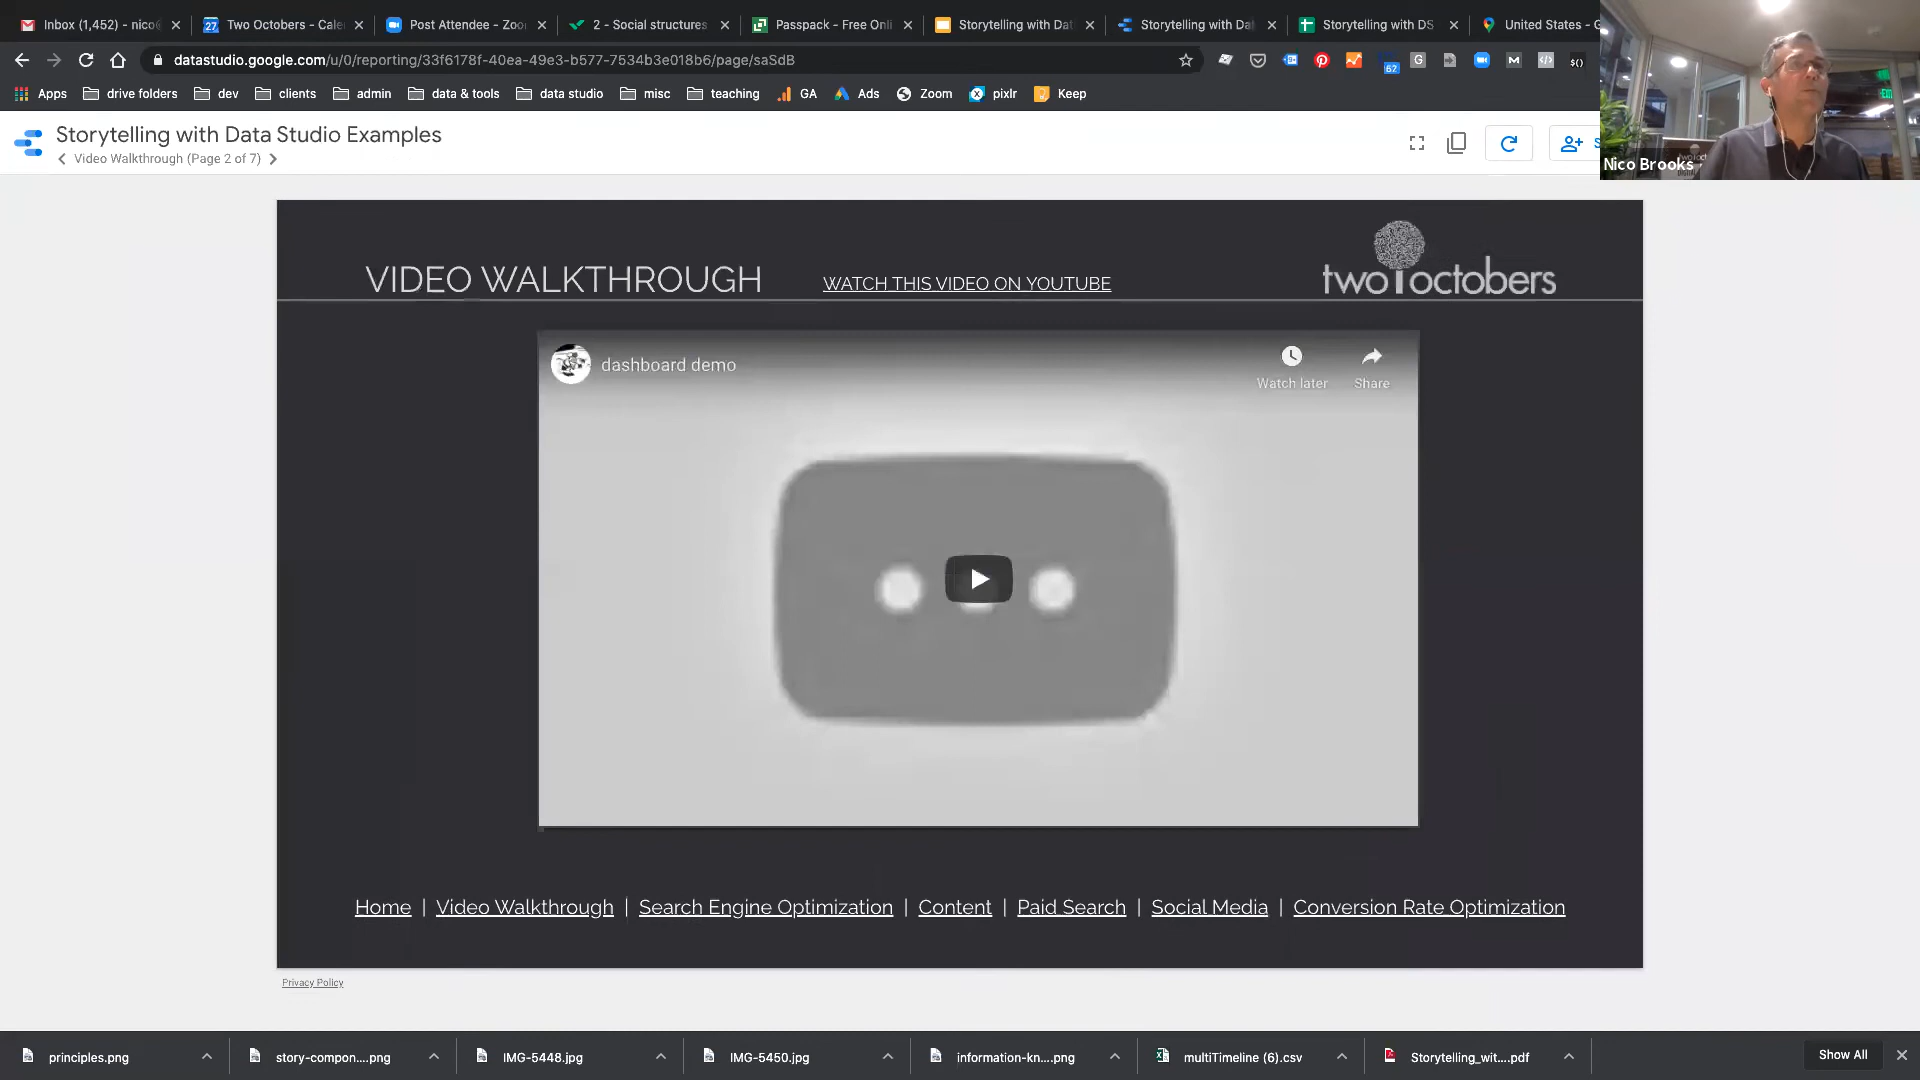 Inbox (1,452) - nico@
Two Octobers - Cale
Post Attendee - Zoo
2 - Social structures
Passpack - Free Onli
Storytelling with Da
Storytelling with Da
Storytelling with DS
United States - G
datastudio.google.com/u/0/reporting/33f6178f-40ea-49e3-b577-7534b3e018b6/page/saSdB
62
Apps
drive folders
dev
clients
admin
data & tools
data studio
misc
teaching
GA
Ads
Zoom
pixlr
Keep
Storytelling with Data Studio Examples
Video Walkthrough (Page 2 of 7)
Nico Brooks
VIDEO WALKTHROUGH
WATCH THIS VIDEO ON YOUTUBE
two octobers
dashboard demo
Watch later
Share
Home | Video Walkthrough | Search Engine Optimization | Content | Paid Search | Social Media | Conversion Rate Optimization
Privacy Policy
principles.png
story-compon....png
IMG-5448.jpg
IMG-5450.jpg
information-kn....png
multiTimeline (6).csv
Storytelling_wit....pdf
Show All